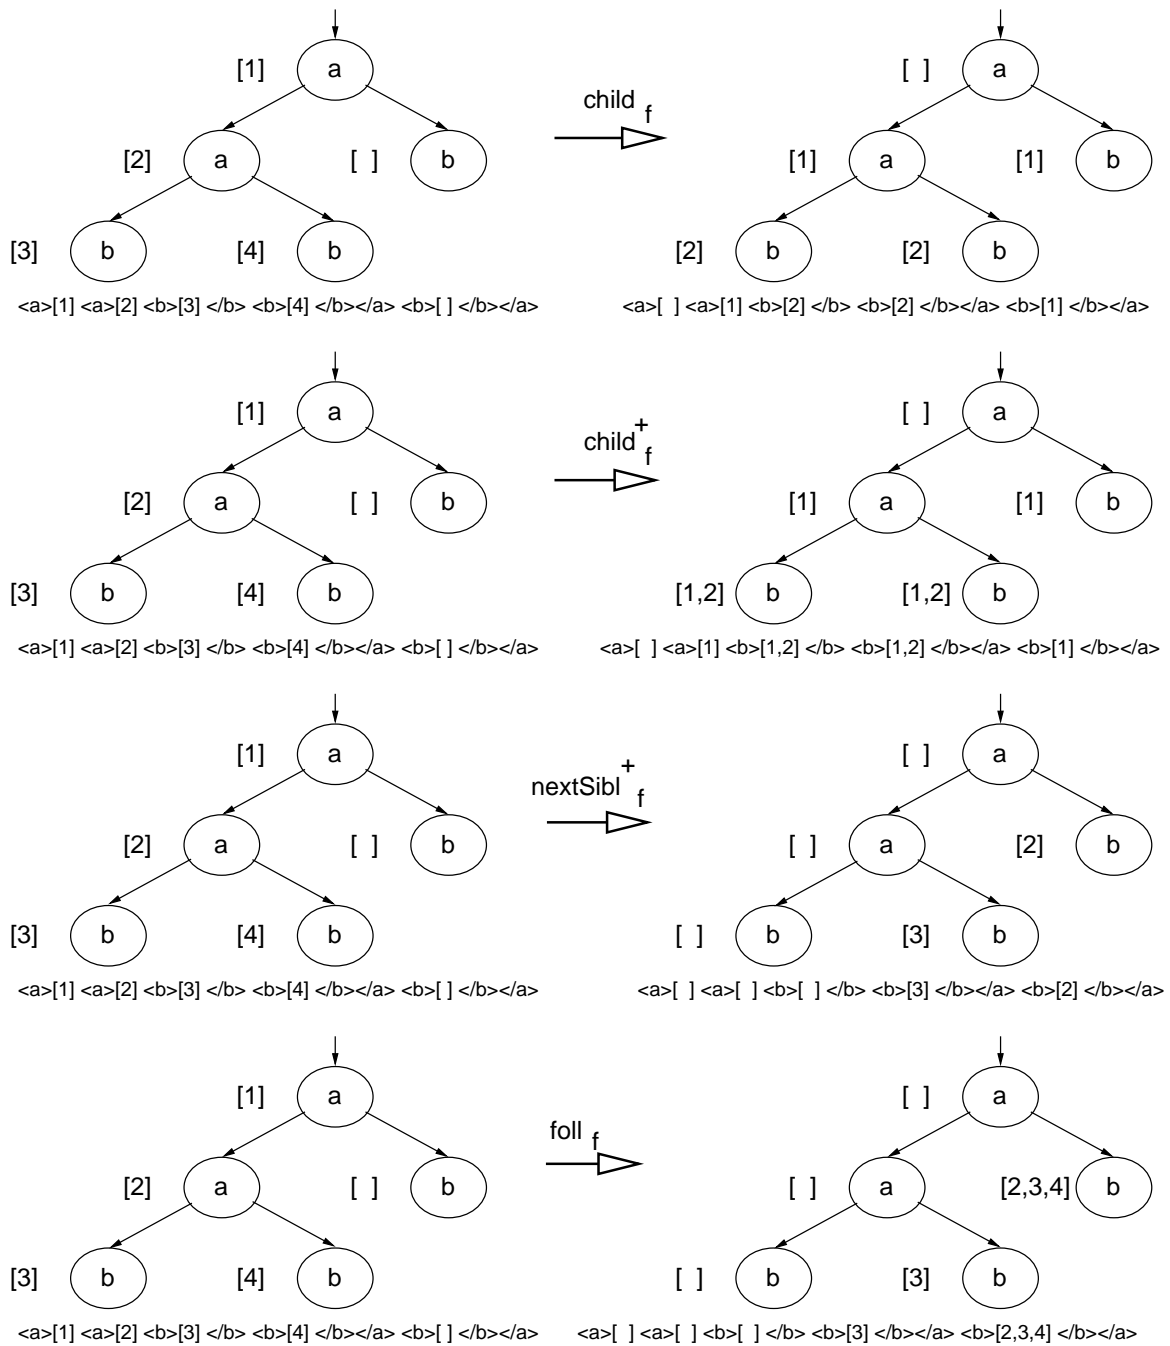 [1] a [ ] a
child f
[2] a [ ] b [1] a [1] b
[3] b [4] b [2] b [2] b
<a>[1] <a>[2] <b>[3] </b> <b>[4] </b></a> <b>[ ] </b></a> <a>[ ] <a>[1] <b>[2] </b> <b>[2] </b></a> <b>[1] </b></a>
[1] a [ ] a
child + f
[2] a [ ] b [1] a [1] b
[3] b [4] b [1,2] b [1,2] b
<a>[1] <a>[2] <b>[3] </b> <b>[4] </b></a> <b>[ ] </b></a> <a>[ ] <a>[1] <b>[1,2] </b> <b>[1,2] </b></a> <b>[1] </b></a>
[1] a [ ] a
nextSibl + f
[2] a [ ] b [ ] a [2] b
[3] b [4] b [ ] b [3] b
<a>[1] <a>[2] <b>[3] </b> <b>[4] </b></a> <b>[ ] </b></a> <a>[ ] <a>[ ] <b>[ ] </b> <b>[3] </b></a> <b>[2] </b></a>
[1] a [ ] a
foll f
[2] a [ ] b [ ] a [2,3,4] b
[3] b [4] b [ ] b [3] b
<a>[1] <a>[2] <b>[3] </b> <b>[4] </b></a> <b>[ ] </b></a> <a>[ ] <a>[ ] <b>[ ] </b> <b>[3] </b></a> <b>[2,3,4] </b></a>